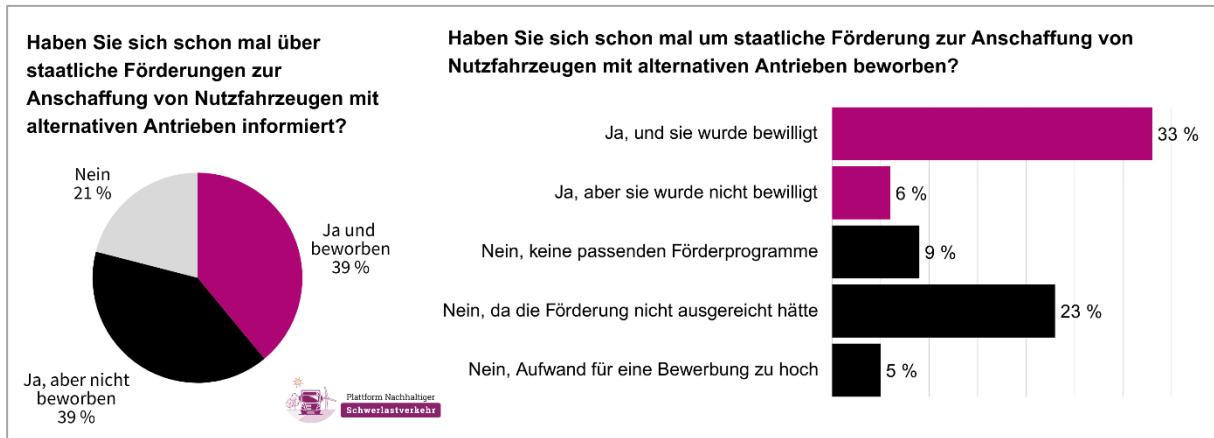 Haben Sie sich schon mal über
staatliche Förderungen zur
Anschaffung von Nutzfahrzeugen mit
alternativen Antrieben informiert?
Nein
21 %
Ja und
beworben
39 %
Ja, aber nicht
beworben
39 %
Plattform Nachhaltiger
Schwerlastverkehr
Haben Sie sich schon mal um staatliche Förderung zur Anschaffung von
Nutzfahrzeugen mit alternativen Antrieben beworben?
Ja, und sie wurde bewilligt
33 %
Ja, aber sie wurde nicht bewilligt
6 %
Nein, keine passenden Förderprogramme
9 %
Nein, da die Förderung nicht ausgereicht hätte
23 %
Nein, Aufwand für eine Bewerbung zu hoch
5 %